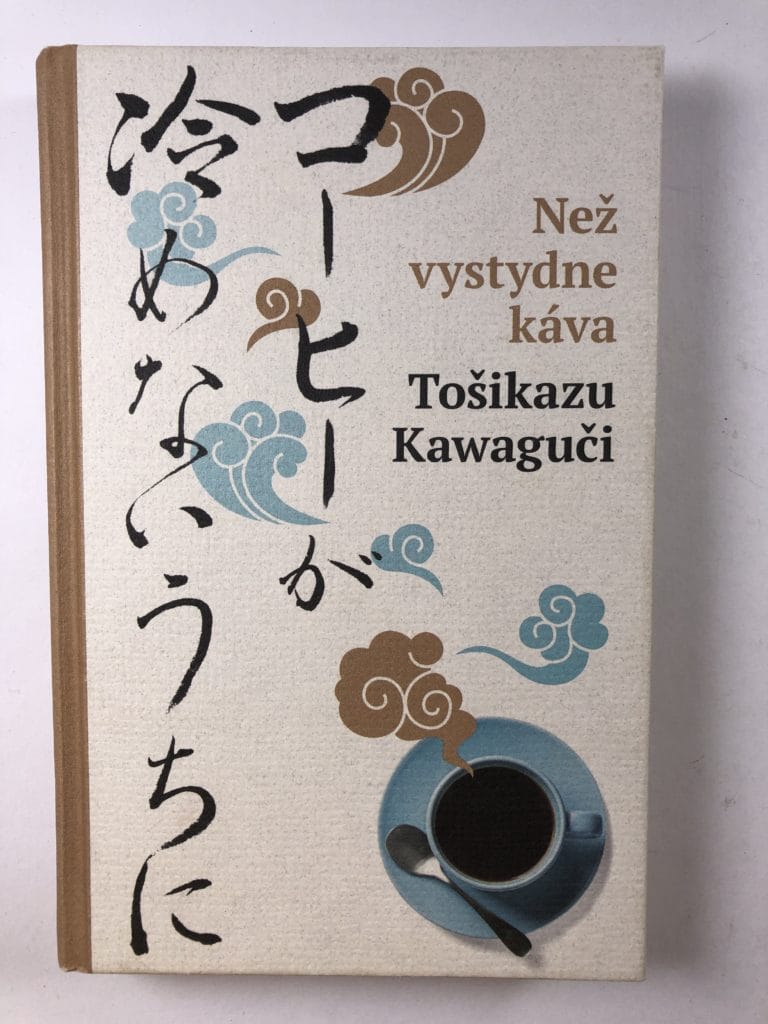 コーヒーが
冷めないうちに
Než
vystydne
káva
Tošikazu
Kawaguči